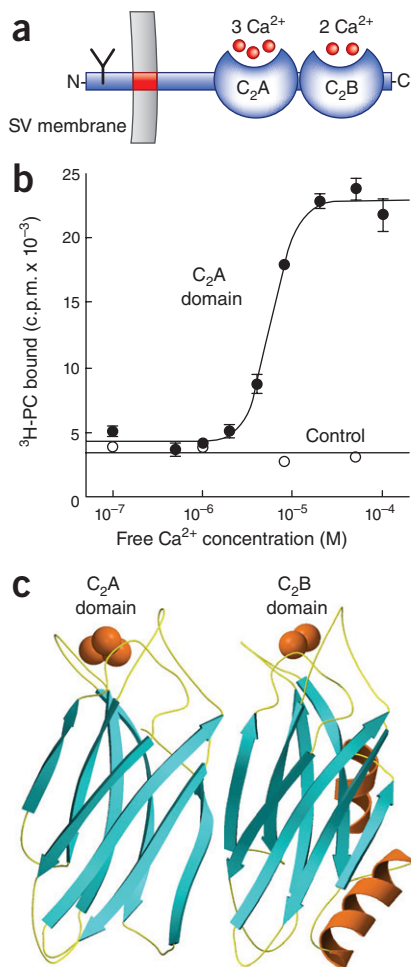 a
3 Ca²⁺ 2 Ca²⁺
N- C₂A C₂B -C
SV membrane
b
³H-PC bound (c.p.m. x 10⁻³)
25
20
15
10
5
0
C₂A
domain
Control
10⁻⁷ 10⁻⁶ 10⁻⁵ 10⁻⁴
Free Ca²⁺ concentration (M)
c
C₂A C₂B
domain domain